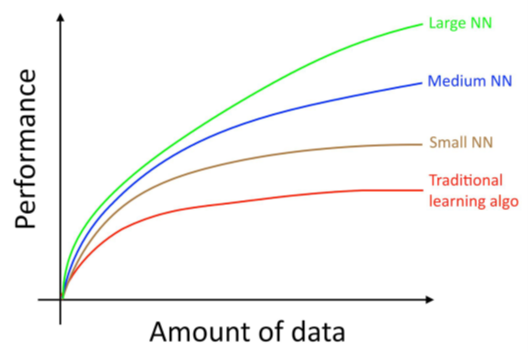 Large NN
Medium NN
Small NN
Traditional
learning algo
Performance
Amount of data